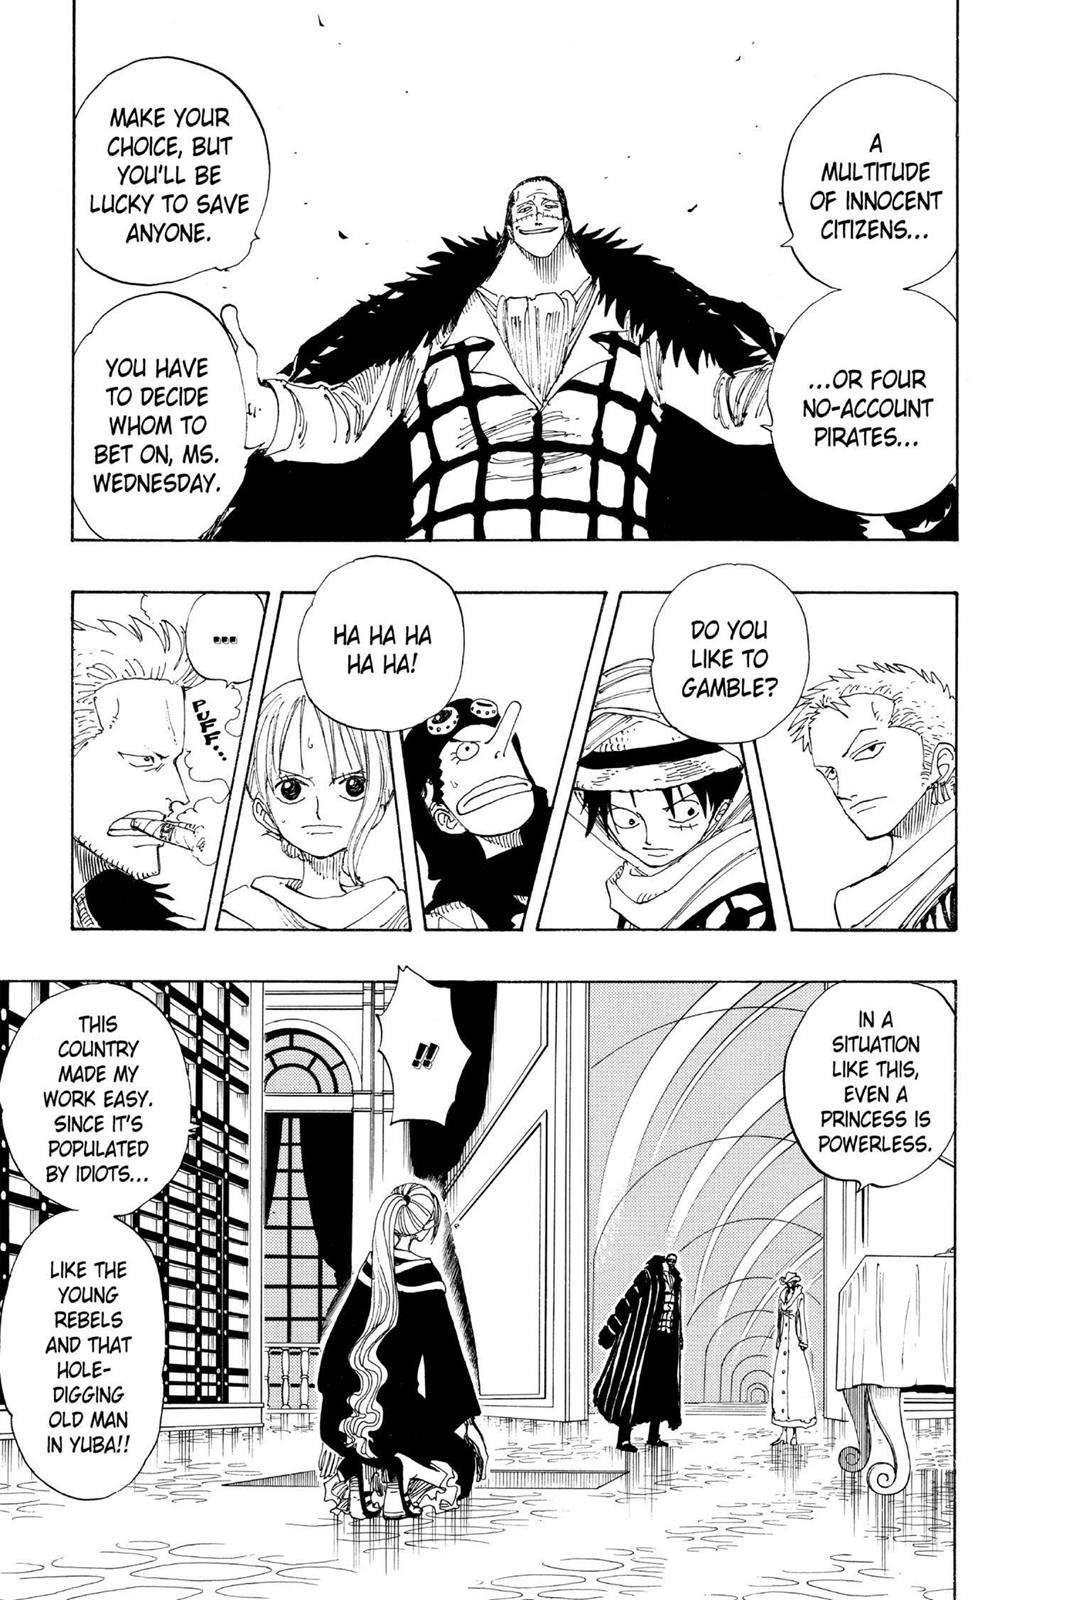 A
MULTITUDE
OF INNOCENT
CITIZENS...
...OR FOUR
NO-ACCOUNT
PIRATES...
MAKE YOUR
CHOICE, BUT
YOU'LL BE
LUCKY TO SAVE
ANYONE.
YOU HAVE
TO DECIDE
WHOM TO
BET ON, MS.
WEDNESDAY.
DO YOU
LIKE TO
GAMBLE?
HA HA HA
HA HA!
...
PUFF...
IN A
SITUATION
LIKE THIS,
EVEN A
PRINCESS IS
POWERLESS.
!!
THIS
COUNTRY
MADE MY
WORK EASY.
SINCE IT'S
POPULATED
BY IDIOTS...
LIKE THE
YOUNG
REBELS
AND THAT
HOLE-
DIGGING
OLD MAN
IN YUBA!!